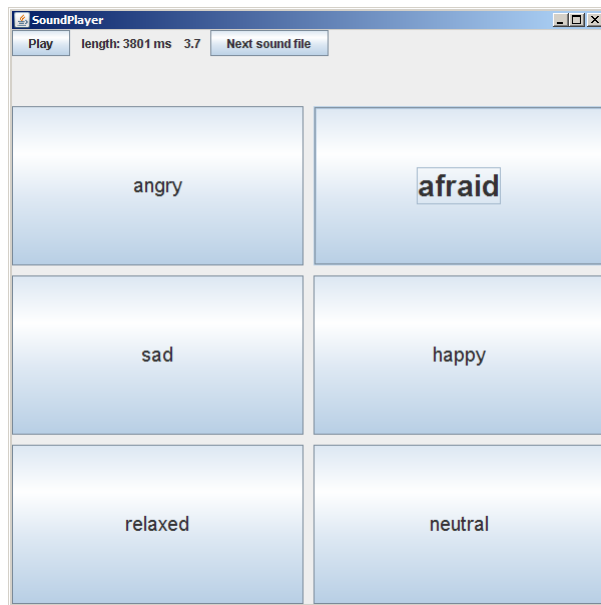 SoundPlayer
Play length: 3801 ms 3.7 Next sound file
angry afraid
sad happy
relaxed neutral